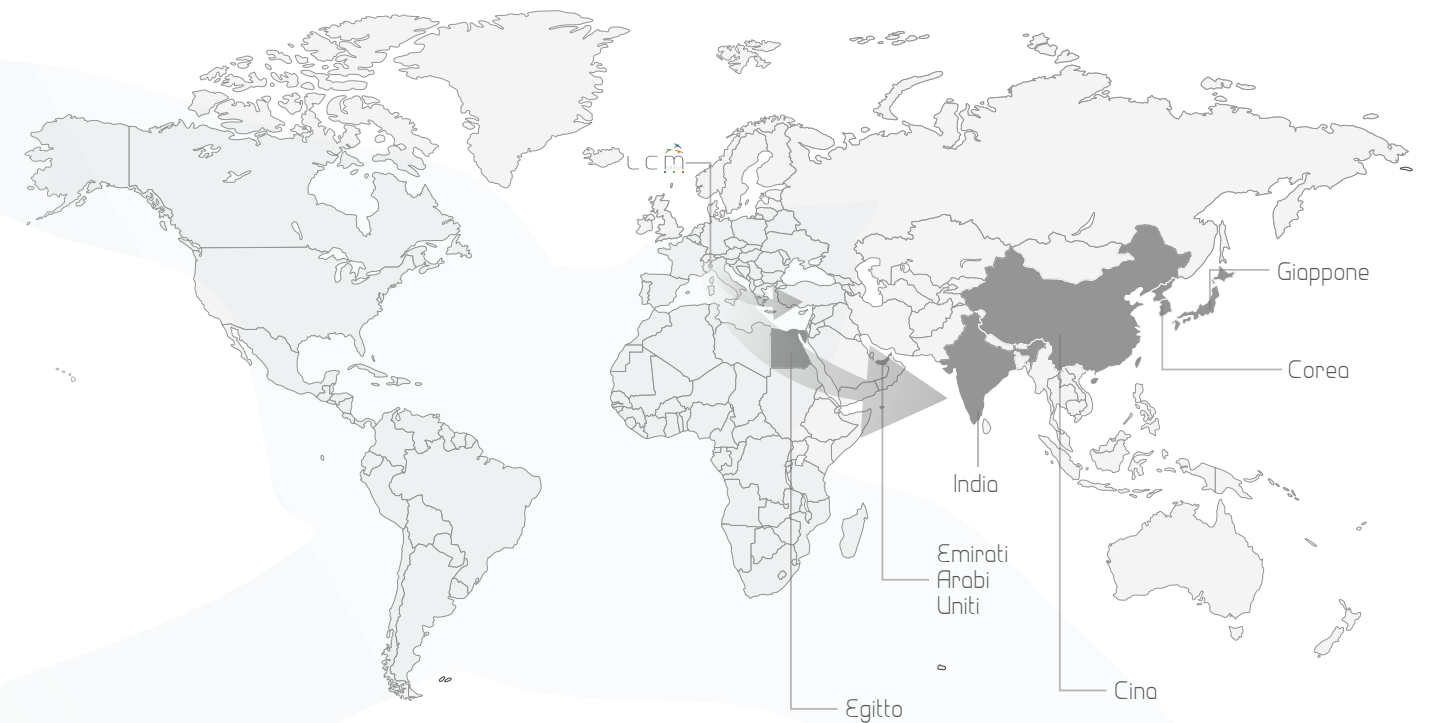 LCM
Giappone
Corea
India
Emirati
Arabi
Uniti
Cina
Egitto